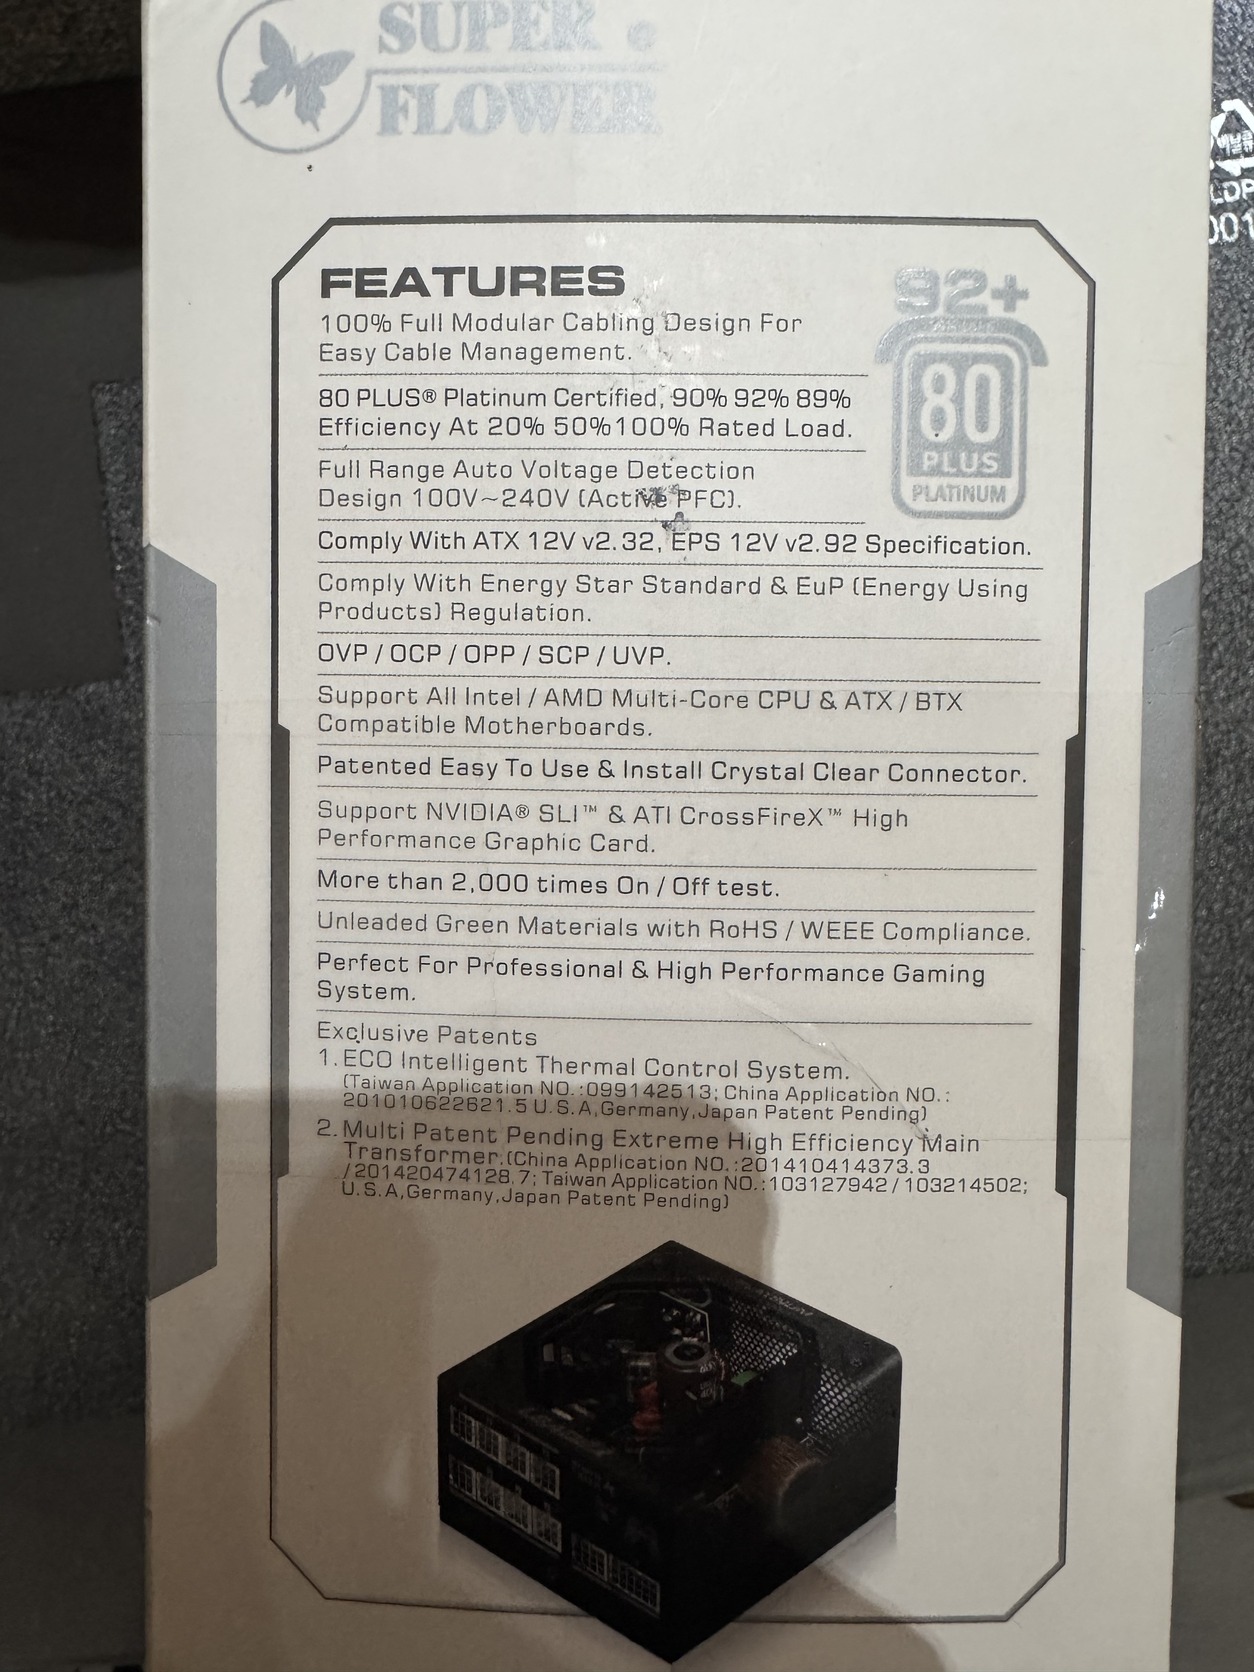 SUPER
FLOWER
FEATURES
92+
80
PLUS
PLATINUM
100% Full Modular Cabling Design For
Easy Cable Management.
80 PLUS® Platinum Certified, 90% 92% 89%
Efficiency At 20% 50%100% Rated Load.
Full Range Auto Voltage Detection
Design 100V~240V (Active PFC).
Comply With ATX 12V v2.32, EPS 12V v2.92 Specification.
Comply With Energy Star Standard & EuP (Energy Using
Products) Regulation.
OVP / OCP / OPP / SCP / UVP.
Support All Intel / AMD Multi-Core CPU & ATX / BTX
Compatible Motherboards.
Patented Easy To Use & Install Crystal Clear Connector.
Support NVIDIA® SLI™ & ATI CrossFireX™ High
Performance Graphic Card.
More than 2,000 times On / Off test.
Unleaded Green Materials with RoHS / WEEE Compliance.
Perfect For Professional & High Performance Gaming
System.
Exclusive Patents
1. ECO Intelligent Thermal Control System.
(Taiwan Application NO.:099142513; China Application NO.:
201010622621.5 U.S.A,Germany,Japan Patent Pending)
2. Multi Patent Pending Extreme High Efficiency Main
Transformer.(China Application NO.:201410414373.3
/201420474128.7; Taiwan Application NO.:103127942/103214502;
U.S.A,Germany,Japan Patent Pending)